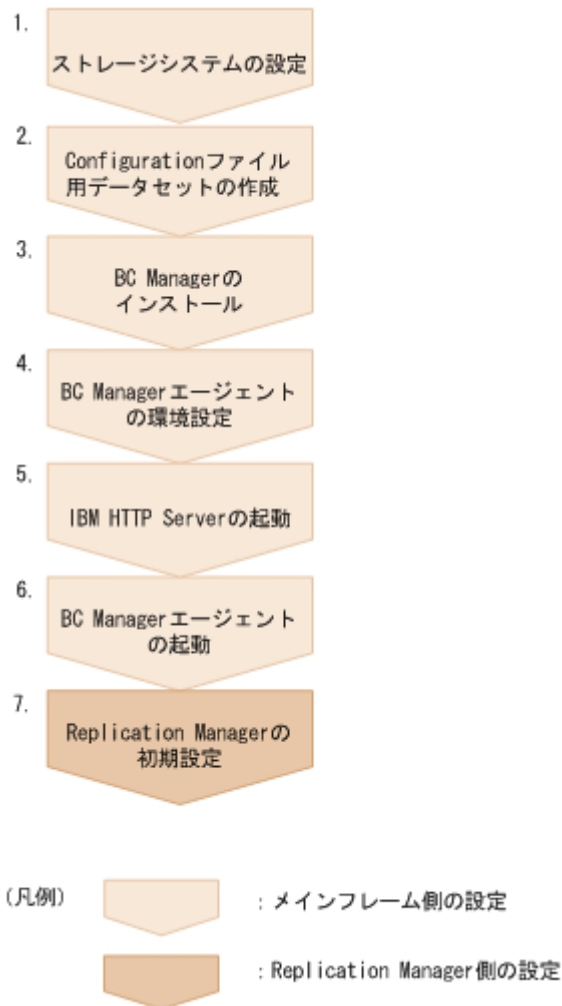 1.
ストレージシステムの設定
2.
Configurationファイル
用データセットの作成
3.
BC Managerの
インストール
4.
BC Managerエージェント
の環境設定
5.
IBM HTTP Serverの起動
6.
BC Managerエージェント
の起動
7.
Replication Managerの
初期設定
(凡例)
:メインフレーム側の設定
:Replication Manager側の設定